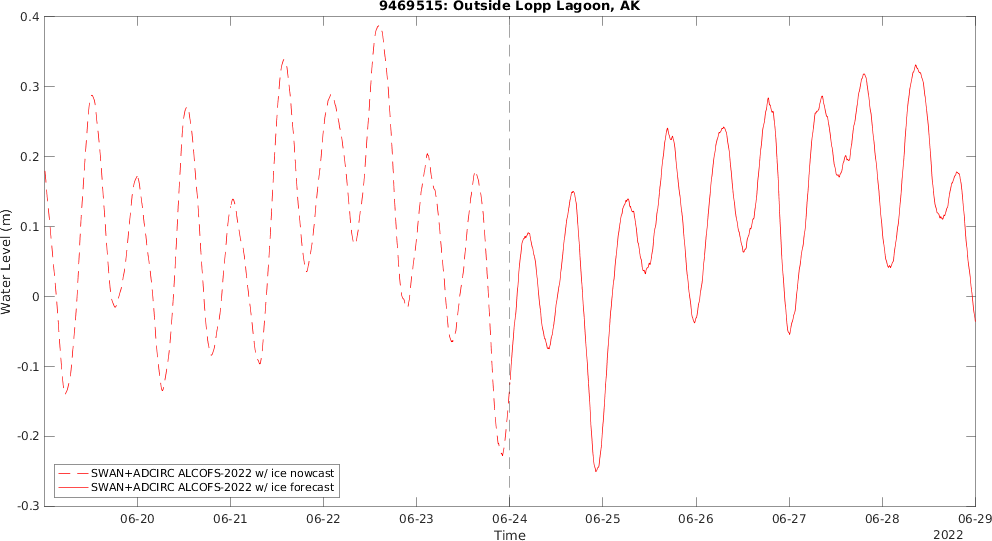 9469515: Outside Lopp Lagoon, AK
0.4
0.3
0.2
0.1
0
-0.1
-0.2
-0.3
Water Level (m)
SWAN+ADCIRC ALCOFS-2022 w/ ice nowcast
SWAN+ADCIRC ALCOFS-2022 w/ ice forecast
06-20 06-21 06-22 06-23 06-24 06-25 06-26 06-27 06-28 06-29
Time
2022